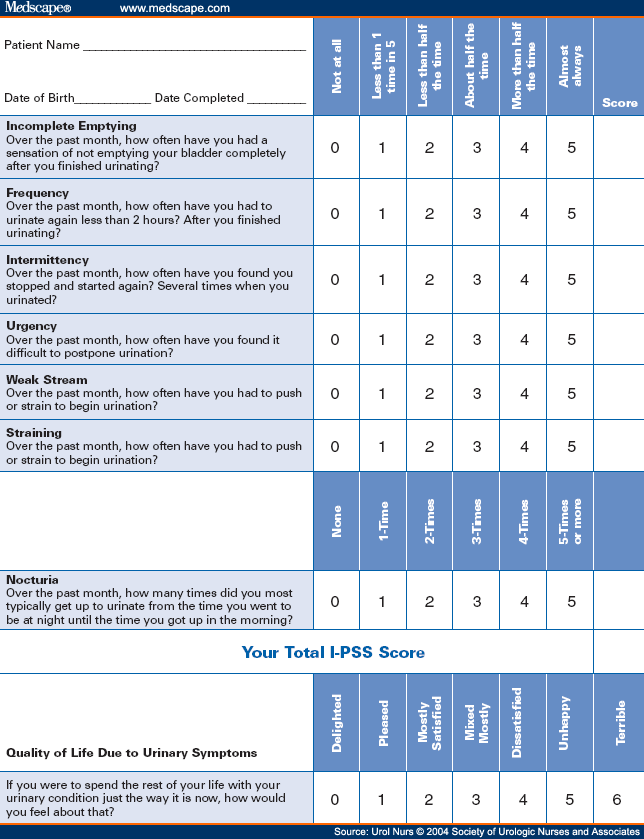 Medscape® www.medscape.com
Patient Name
Date of Birth Date Completed
Not at all
Less than 1
time in 5
Less than half
the time
About half the
time
More than half
the time
Almost
always
Score
Incomplete Emptying
Over the past month, how often have you had a
sensation of not emptying your bladder completely
after you finished urinating?
0 1 2 3 4 5
Frequency
Over the past month, how often have you had to
urinate again less than 2 hours? After you finished
urinating?
0 1 2 3 4 5
Intermittency
Over the past month, how often have you found you
stopped and started again? Several times when you
urinated?
0 1 2 3 4 5
Urgency
Over the past month, how often have you found it
difficult to postpone urination?
0 1 2 3 4 5
Weak Stream
Over the past month, how often have you had to push
or strain to begin urination?
0 1 2 3 4 5
Straining
Over the past month, how often have you had to push
or strain to begin urination?
0 1 2 3 4 5
None
1-Time
2-Times
3-Times
4-Times
5-Times
or more
Nocturia
Over the past month, how many times did you most
typically get up to urinate from the time you went to
be at night until the time you got up in the morning?
0 1 2 3 4 5
Your Total I-PSS Score
Quality of Life Due to Urinary Symptoms
Delighted
Pleased
Mostly
Satisfied
Mixed
Mostly
Dissatisfied
Unhappy
Terrible
If you were to spend the rest of your life with your
urinary condition just the way it is now, how would
you feel about that?
0 1 2 3 4 5 6
Source: Urol Nurs © 2004 Society of Urologic Nurses and Associates